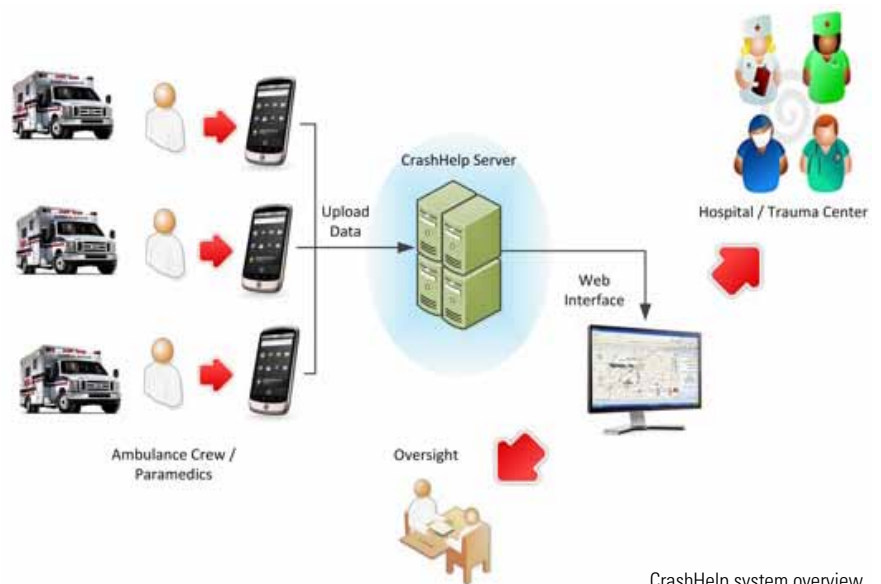 CrashHelp Server
Upload
Data
Web
Interface
Hospital / Trauma Center
Ambulance Crew /
Paramedics
Oversight
CrashHelp system overview